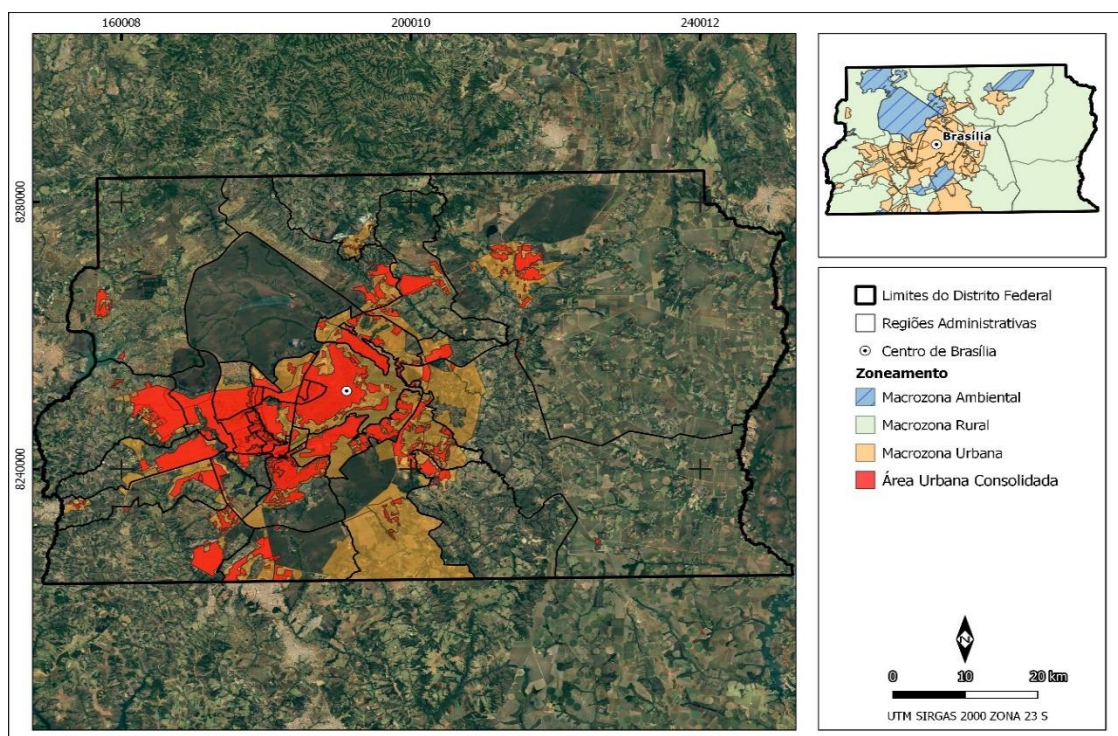 160008
200010
240012
8280000
8240000
Brasília
Limites do Distrito Federal
Regiões Administrativas
Centro de Brasília
Zoneamento
Macrozona Ambiental
Macrozona Rural
Macrozona Urbana
Área Urbana Consolidada
N
0 10 20 km
UTM SIRGAS 2000 ZONA 23 S